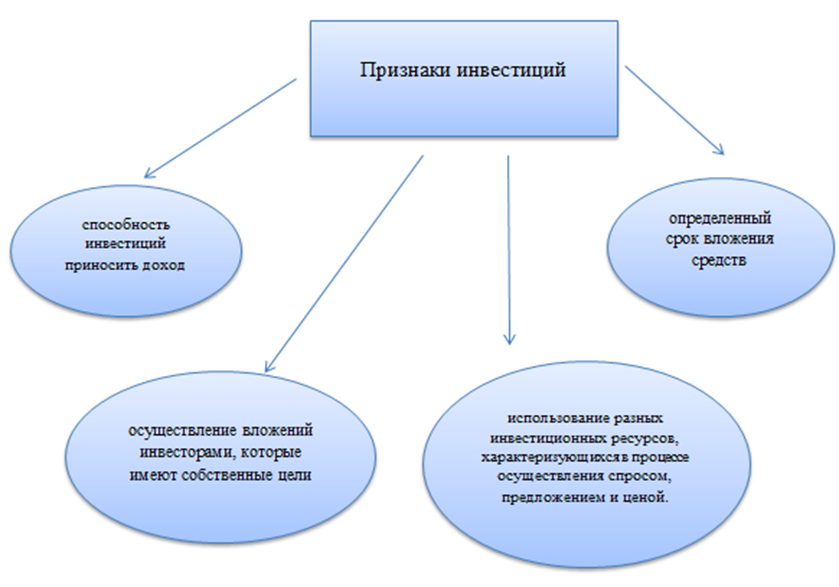 Признаки инвестиций
способность
инвестиций
приносить доход
определенный
срок вложения
средств
осуществление вложений
инвесторами, которые
имеют собственные цели
использование разных
инвестиционных ресурсов,
характеризующихся в процессе
осуществления спросом,
предложением и ценой.